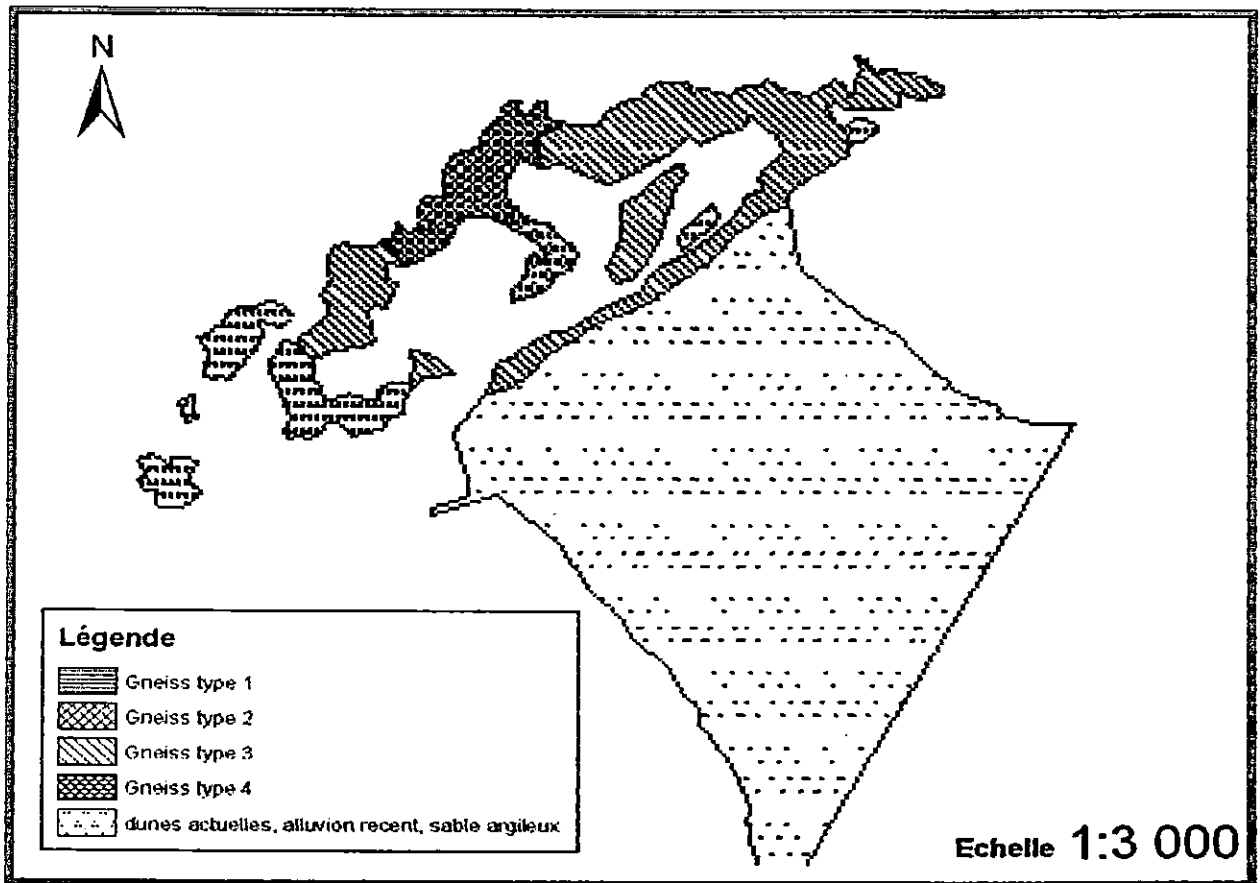 N
Légende
Gneiss type 1
Gneiss type 2
Gneiss type 3
Gneiss type 4
dunes actuelles, alluvion recent, sable argileux
Echelle 1:3 000